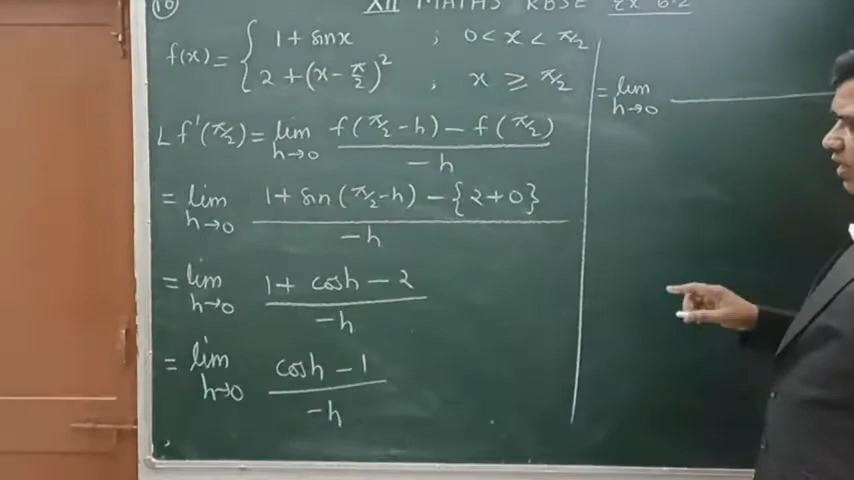 (10) XII MATHS RBSE Ex 6.2
f(x) = { 1 + sinx ; 0 < x < π/2
2 + (x - π/2)² ; x ≥ π/2
L f'(π/2) = lim h→0 f(π/2 - h) - f(π/2) / -h
= lim h→0 1 + sin(π/2 - h) - {2 + 0} / -h
= lim h→0 1 + cosh - 2 / -h
= lim h→0 cosh - 1 / -h
= lim h→0